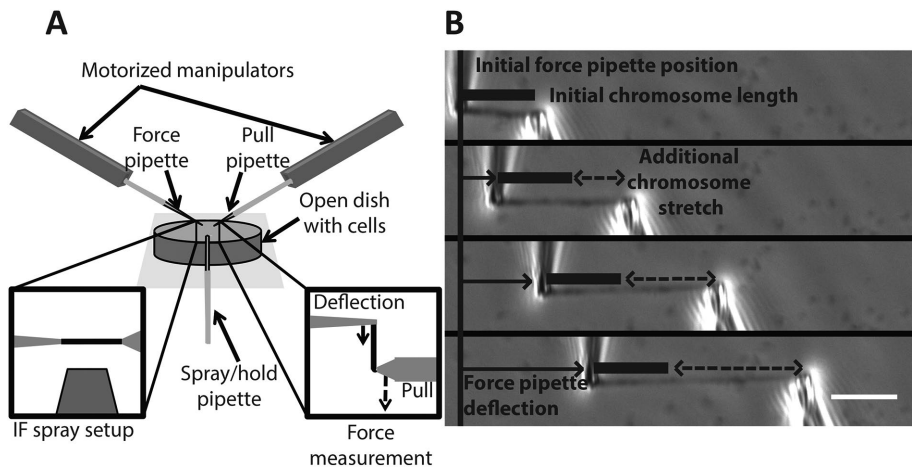 A
Motorized manipulators
Force
pipette
Pull
pipette
Open dish
with cells
Deflection
Pull
Spray/hold
pipette
IF spray setup
Force
measurement
B
Initial force pipette position
Initial chromosome length
Additional
chromosome
stretch
Force pipette
deflection